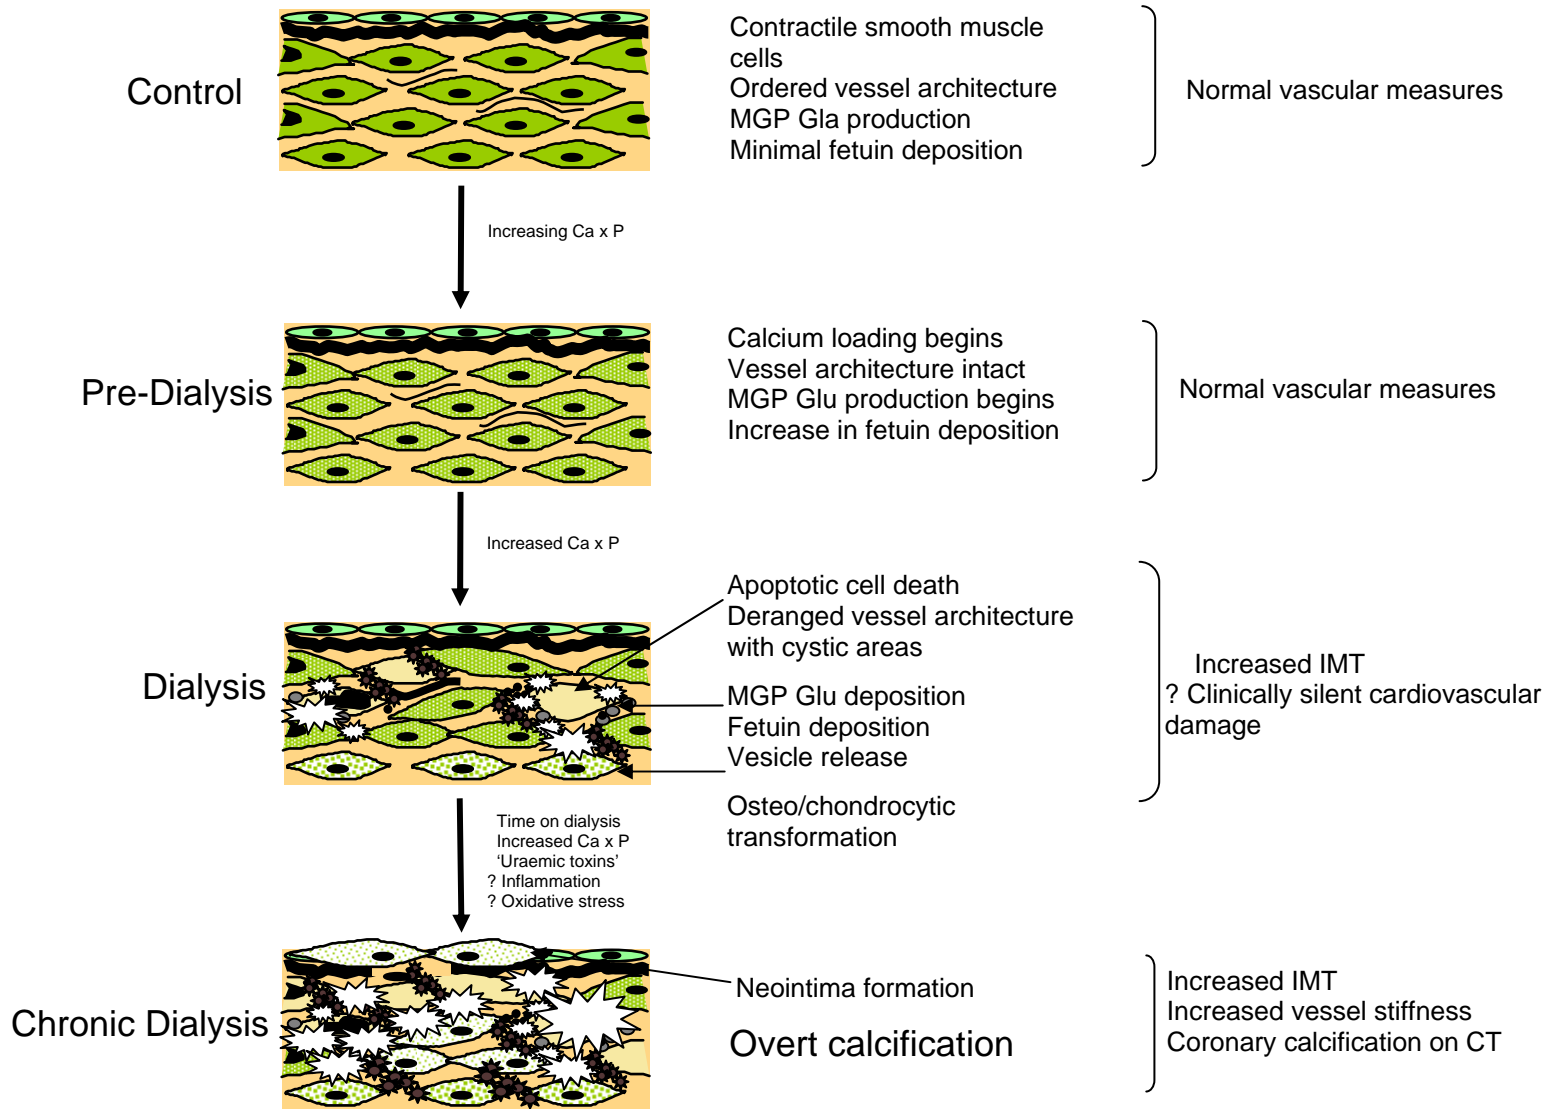 Control
Contractile smooth muscle
cells
Ordered vessel architecture
MGP Gla production
Minimal fetuin deposition
Normal vascular measures
Increasing Ca x P
Pre-Dialysis
Calcium loading begins
Vessel architecture intact
MGP Glu production begins
Increase in fetuin deposition
Normal vascular measures
Increased Ca x P
Dialysis
Apoptotic cell death
Deranged vessel architecture
with cystic areas
MGP Glu deposition
Fetuin deposition
Vesicle release
Osteo/chondrocytic
transformation
Increased IMT
? Clinically silent cardiovascular
damage
Time on dialysis
Increased Ca x P
‘Uraemic toxins’
? Inflammation
? Oxidative stress
Chronic Dialysis
Neointima formation
Overt calcification
Increased IMT
Increased vessel stiffness
Coronary calcification on CT